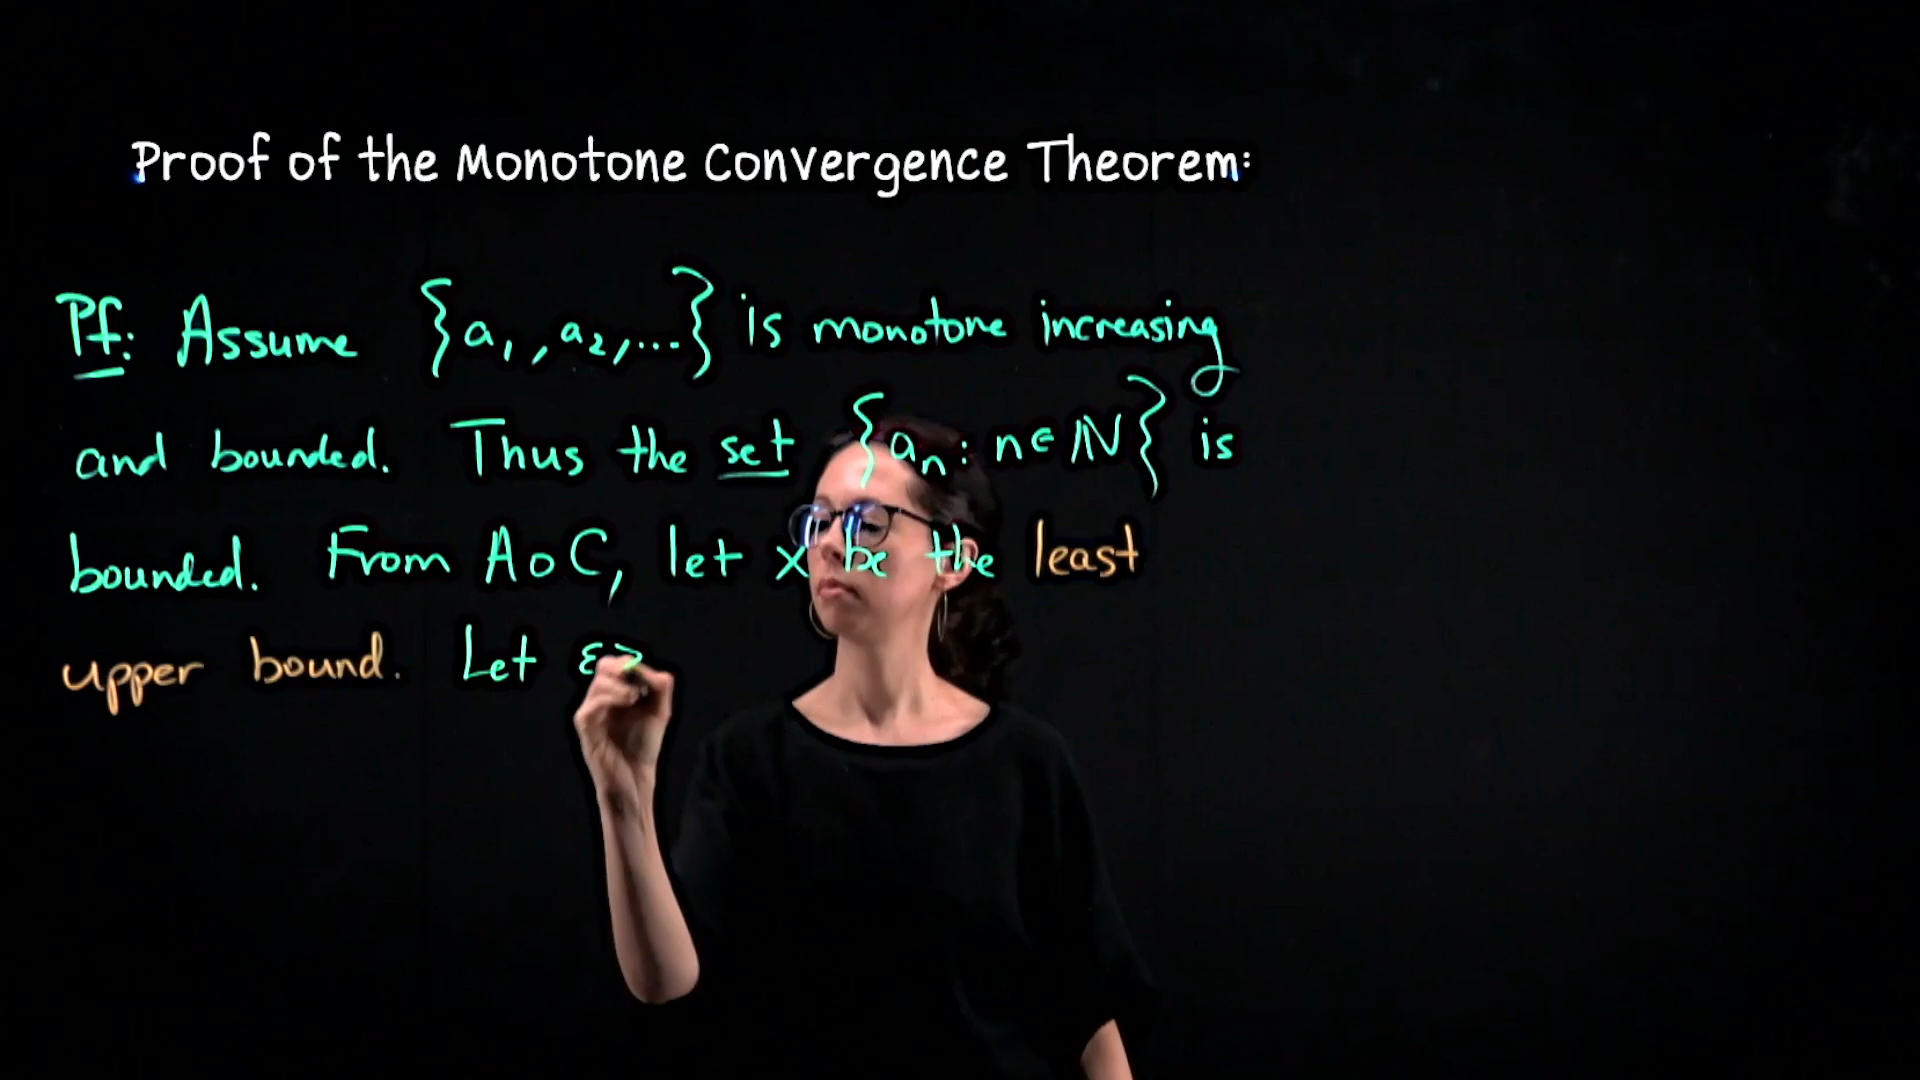 Proof of the Monotone Convergence Theorem:
Pf: Assume {a₁, a₂, ...} is monotone increasing
and bounded. Thus the set {aₙ : n ∈ ℕ} is
bounded. From AoC, let x be the least
upper bound. Let ε >